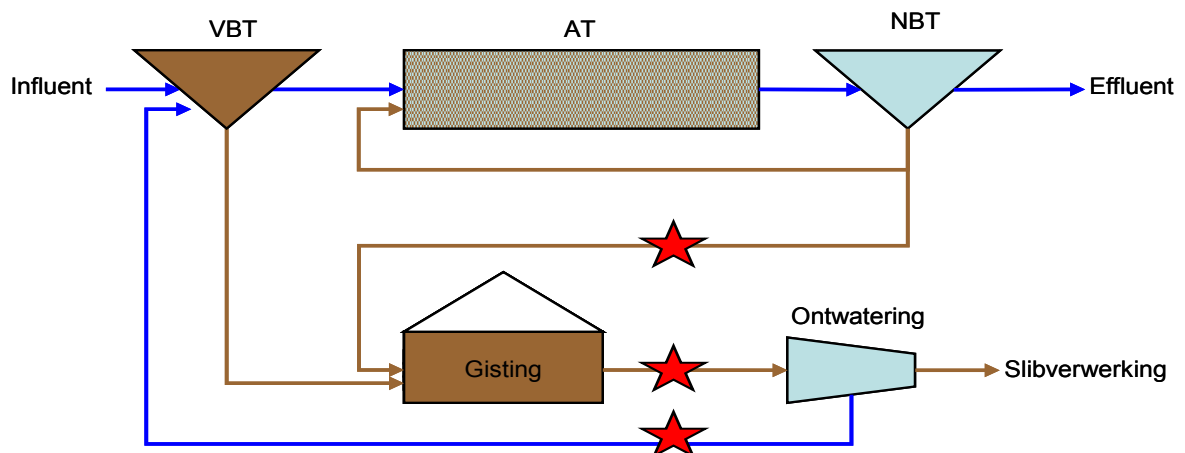 VBT
AT
NBT
Influent
Effluent
Ontwatering
Gisting
Slibverwerking